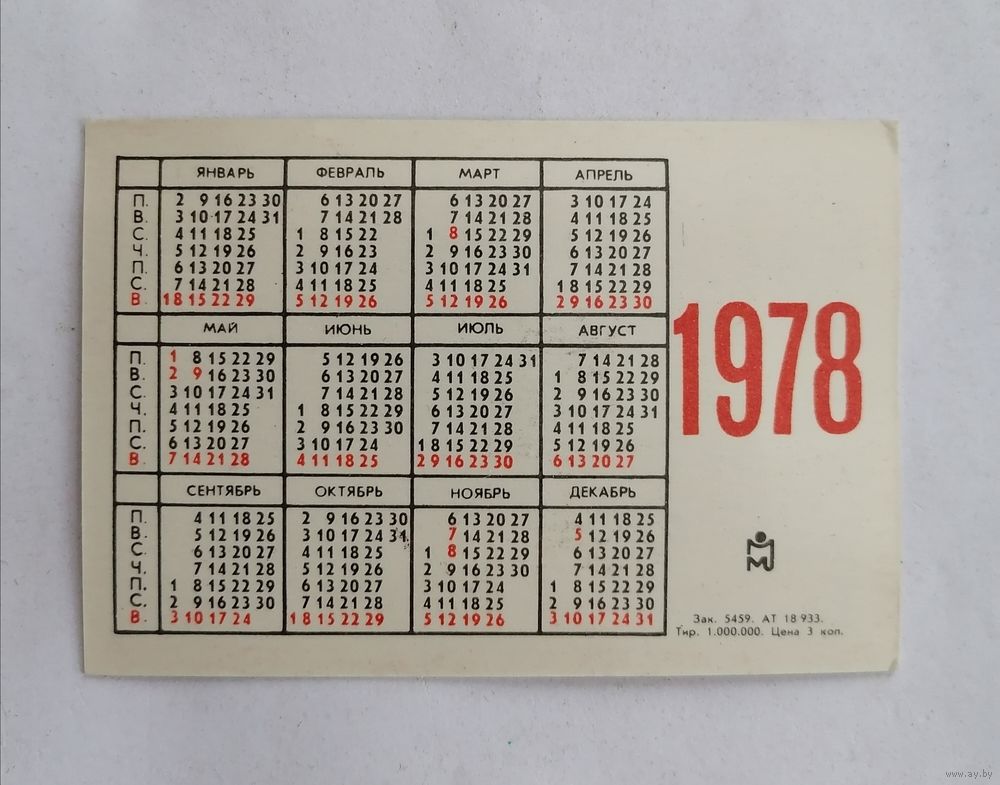 ЯНВАРЬ ФЕВРАЛЬ МАРТ АПРЕЛЬ
П. 2 9 16 23 30 6 13 20 27 6 13 20 27 3 10 17 24
В. 3 10 17 24 31 7 14 21 28 7 14 21 28 4 11 18 25
С. 4 11 18 25 1 8 15 22 1 8 15 22 29 5 12 19 26
Ч. 5 12 19 26 2 9 16 23 2 9 16 23 30 6 13 20 27
П. 6 13 20 27 3 10 17 24 3 10 17 24 31 7 14 21 28
С. 7 14 21 28 4 11 18 25 4 11 18 25 1 8 15 22 29
В. 1 8 15 22 29 5 12 19 26 5 12 19 26 2 9 16 23 30
МАЙ ИЮНЬ ИЮЛЬ АВГУСТ
П. 1 8 15 22 29 5 12 19 26 3 10 17 24 31 7 14 21 28
В. 2 9 16 23 30 6 13 20 27 4 11 18 25 1 8 15 22 29
С. 3 10 17 24 31 7 14 21 28 5 12 19 26 2 9 16 23 30
Ч. 4 11 18 25 1 8 15 22 29 6 13 20 27 3 10 17 24 31
П. 5 12 19 26 2 9 16 23 30 7 14 21 28 4 11 18 25
С. 6 13 20 27 3 10 17 24 1 8 15 22 29 5 12 19 26
В. 7 14 21 28 4 11 18 25 2 9 16 23 30 6 13 20 27
СЕНТЯБРЬ ОКТЯБРЬ НОЯБРЬ ДЕКАБРЬ
П. 4 11 18 25 2 9 16 23 30 6 13 20 27 4 11 18 25
В. 5 12 19 26 3 10 17 24 31 7 14 21 28 5 12 19 26
С. 6 13 20 27 4 11 18 25 1 8 15 22 29 6 13 20 27
Ч. 7 14 21 28 5 12 19 26 2 9 16 23 30 7 14 21 28
П. 1 8 15 22 29 6 13 20 27 3 10 17 24 1 8 15 22 29
С. 2 9 16 23 30 7 14 21 28 4 11 18 25 2 9 16 23 30
В. 3 10 17 24 1 8 15 22 29 5 12 19 26 3 10 17 24 31
1978
Зак. 5459. АТ 18 933.
Тир. 1.000.000. Цена 3 коп.
www.ay.by